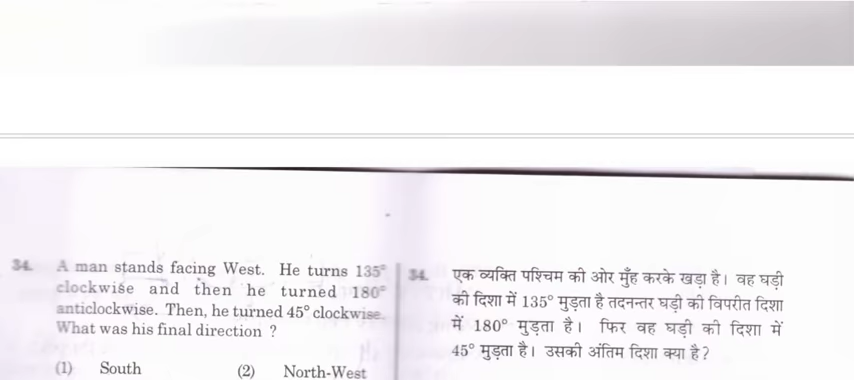 34. A man stands facing West. He turns 135°
clockwise and then he turned 180°
anticlockwise. Then, he turned 45° clockwise.
What was his final direction ?
(1) South (2) North-West
34. एक व्यक्ति पश्चिम की ओर मुँह करके खड़ा है। वह घड़ी
की दिशा में 135° मुड़ता है तदनन्तर घड़ी की विपरीत दिशा
में 180° मुड़ता है। फिर वह घड़ी की दिशा में
45° मुड़ता है। उसकी अंतिम दिशा क्या है?